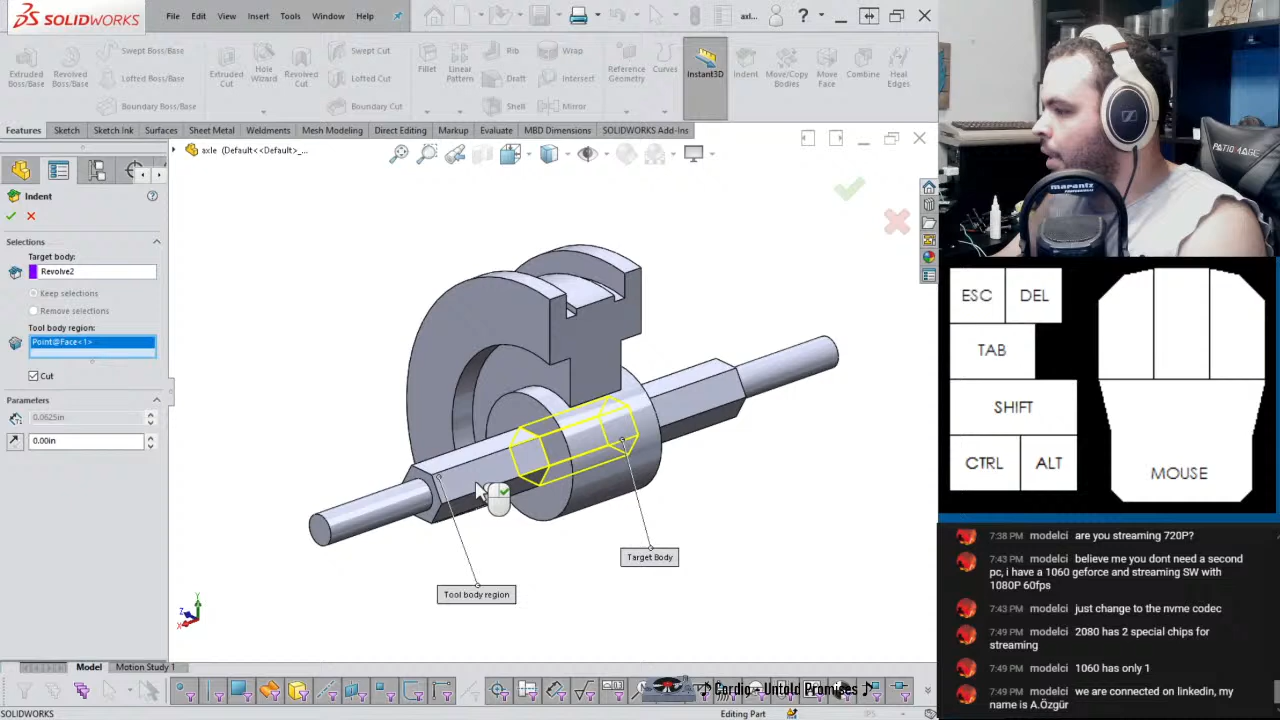 SOLIDWORKS
File
Edit
View
Insert
Tools
Window
Help
axl...
?
Extruded Boss/Base
Revolved Boss/Base
Swept Boss/Base
Lofted Boss/Base
Boundary Boss/Base
Extruded Cut
Hole Wizard
Revolved Cut
Swept Cut
Lofted Cut
Boundary Cut
Fillet
Linear Pattern
Rib
Draft
Shell
Wrap
Intersect
Mirror
Reference Geometry
Curves
Instant3D
Indent
Move/Copy Bodies
Move Face
Combine
Heal Edges
Features
Sketch
Sketch Ink
Surfaces
Sheet Metal
Weldments
Mesh Modeling
Direct Editing
Markup
Evaluate
MBD Dimensions
SOLIDWORKS Add-Ins
axle (Default<<Default>_...
Indent
Selections
Target body:
Revolve2
Keep selections
Remove selections
Tool body region:
Point@Face<1>
Cut
Parameters
0.0625in
0.00in
Target Body
Tool body region
Y
Z
X
Model
Motion Study 1
SOLIDWORKS
Editing Part
♪ Cordio - Untold Promises ♪
marantz
ESC
DEL
TAB
SHIFT
CTRL
ALT
MOUSE
7:38 PM modelci are you streaming 720P?
7:43 PM modelci believe me you dont need a second
pc, i have a 1060 geforce and streaming SW with
1080P 60fps
7:43 PM modelci just change to the nvme codec
7:49 PM modelci 2080 has 2 special chips for
streaming
7:49 PM modelci 1060 has only 1
7:49 PM modelci we are connected on linkedin, my
name is A.Özgür